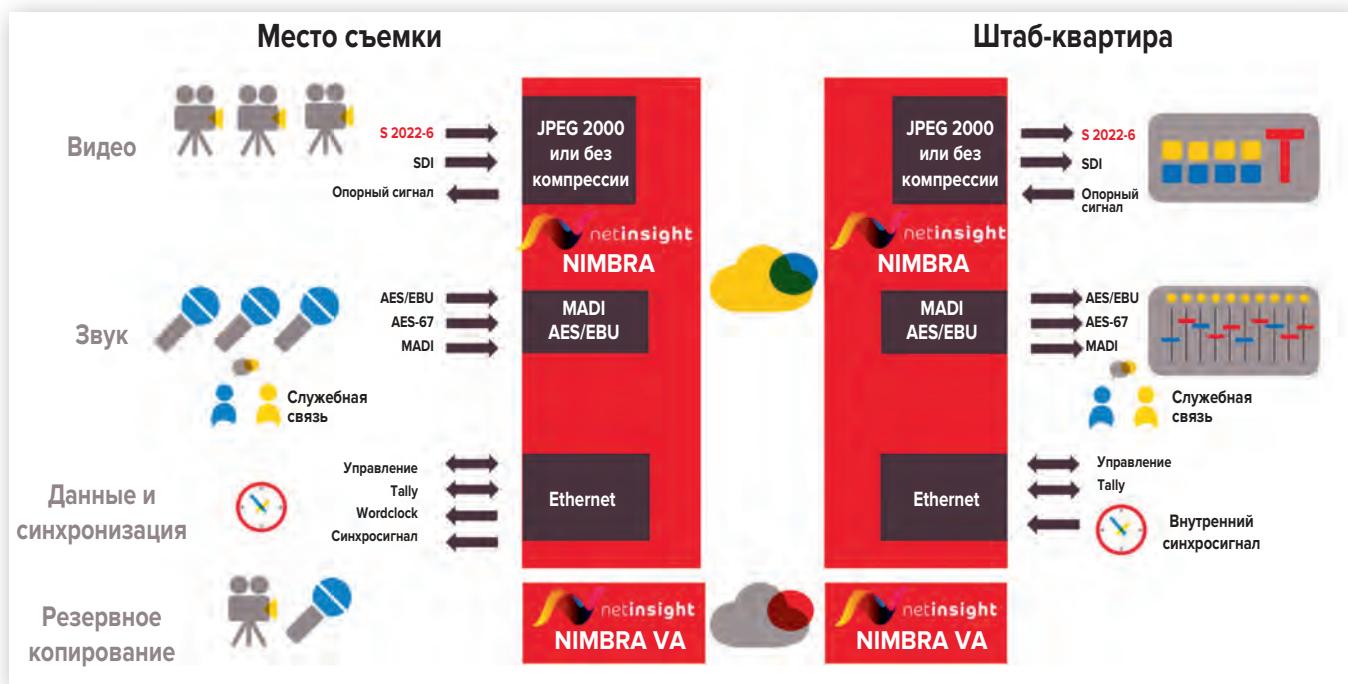 Место съемки
Штаб-квартира
Видео
S 2022-6
SDI
Опорный сигнал
JPEG 2000
или без
компрессии
netinsight
NIMBRA
JPEG 2000
или без
компрессии
netinsight
NIMBRA
S 2022-6
SDI
Опорный
сигнал
Звук
AES/EBU
AES-67
MADI
MADI
AES/EBU
MADI
AES/EBU
AES/EBU
AES-67
MADI
Служебная
связь
Служебная
связь
Данные и
синхронизация
Управление
Tally
Wordclock
Синхросигнал
Ethernet
Ethernet
Управление
Tally
Внутренний
синхросигнал
Резервное
копирование
netinsight
NIMBRA VA
netinsight
NIMBRA VA